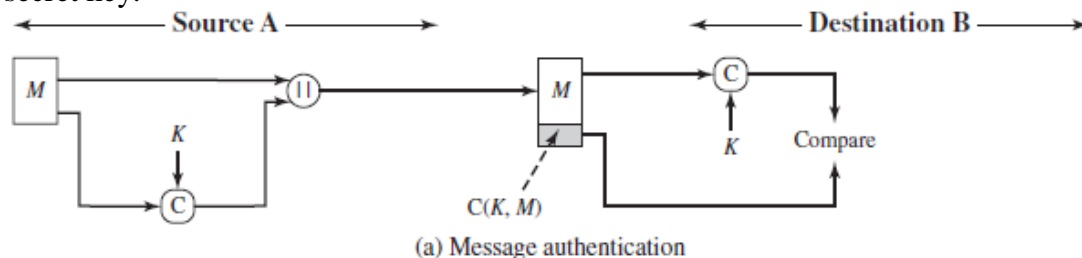 secret key.
Source A Destination B
M || M C
K K Compare
C C(K, M)
(a) Message authentication